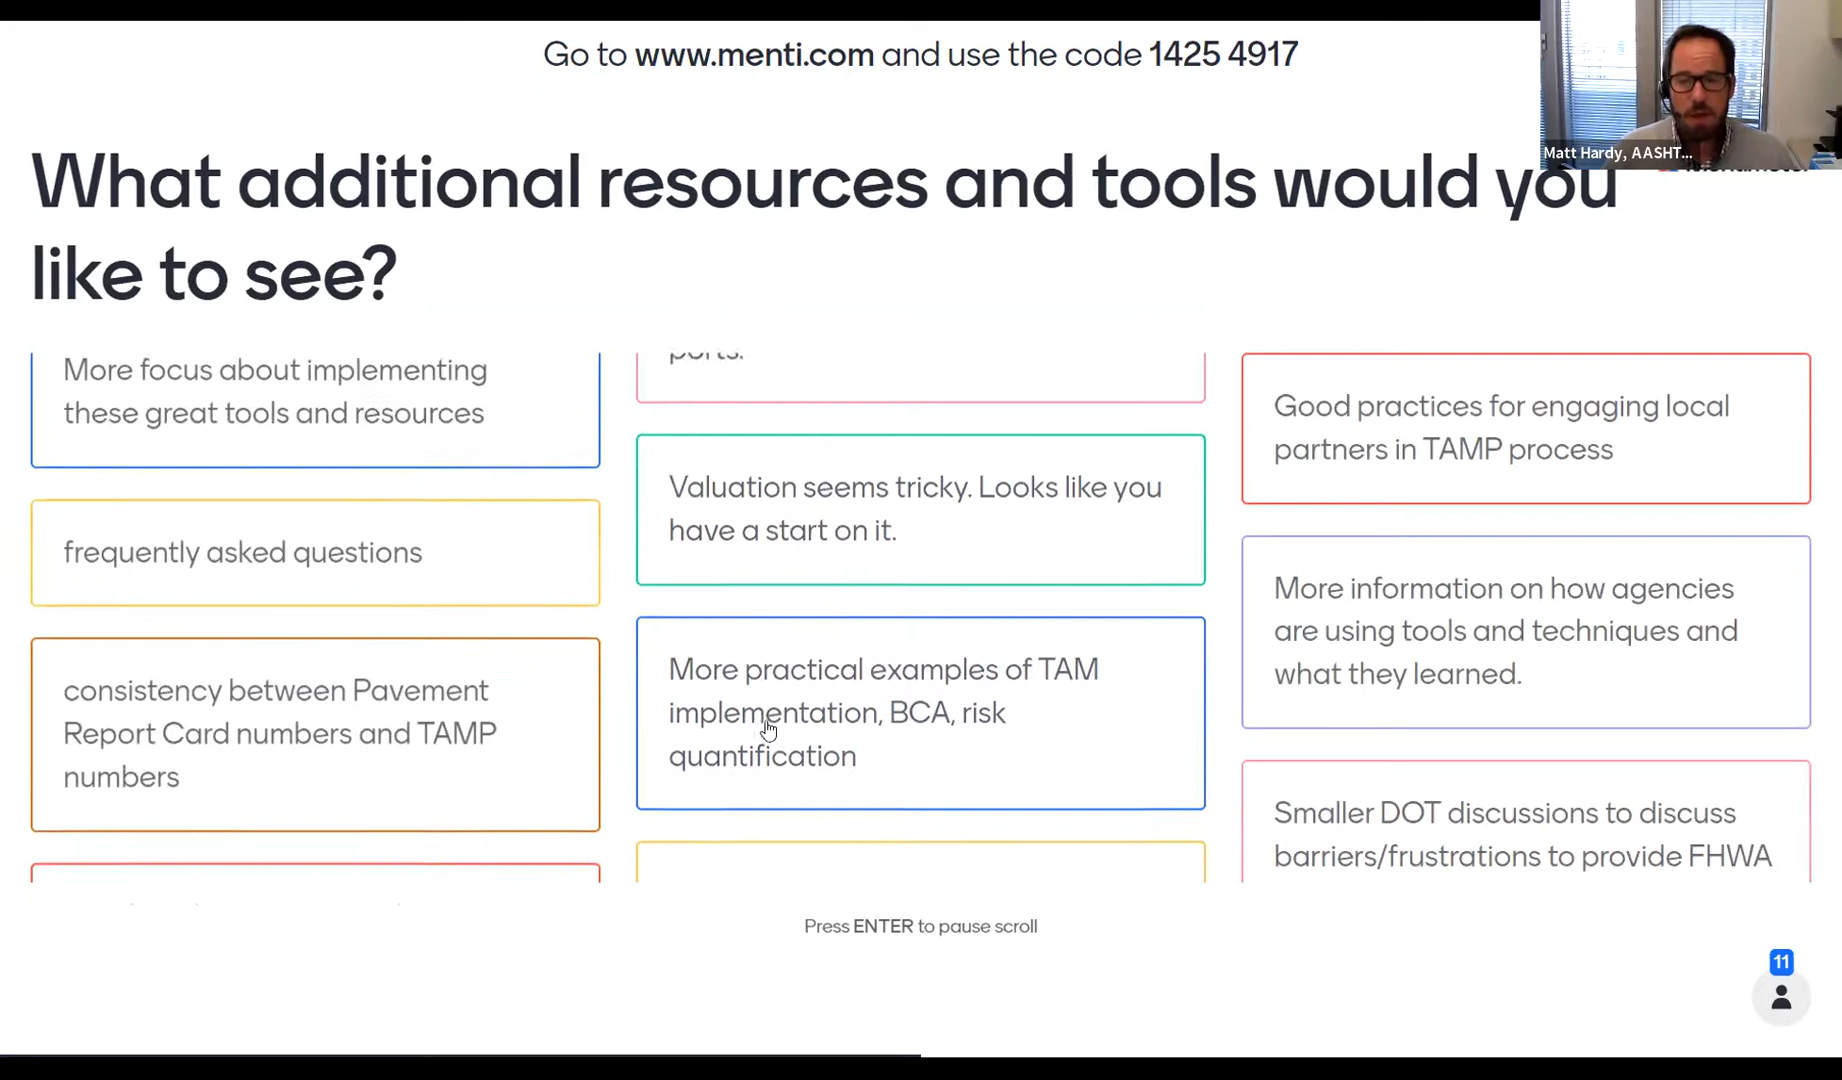 Go to www.menti.com and use the code 1425 4917
Matt Hardy, AASHT...
What additional resources and tools would you
like to see?
More focus about implementing
these great tools and resources
frequently asked questions
consistency between Pavement
Report Card numbers and TAMP
numbers
ports.
Valuation seems tricky. Looks like you
have a start on it.
More practical examples of TAM
implementation, BCA, risk
quantification
Good practices for engaging local
partners in TAMP process
More information on how agencies
are using tools and techniques and
what they learned.
Smaller DOT discussions to discuss
barriers/frustrations to provide FHWA
Press ENTER to pause scroll
11